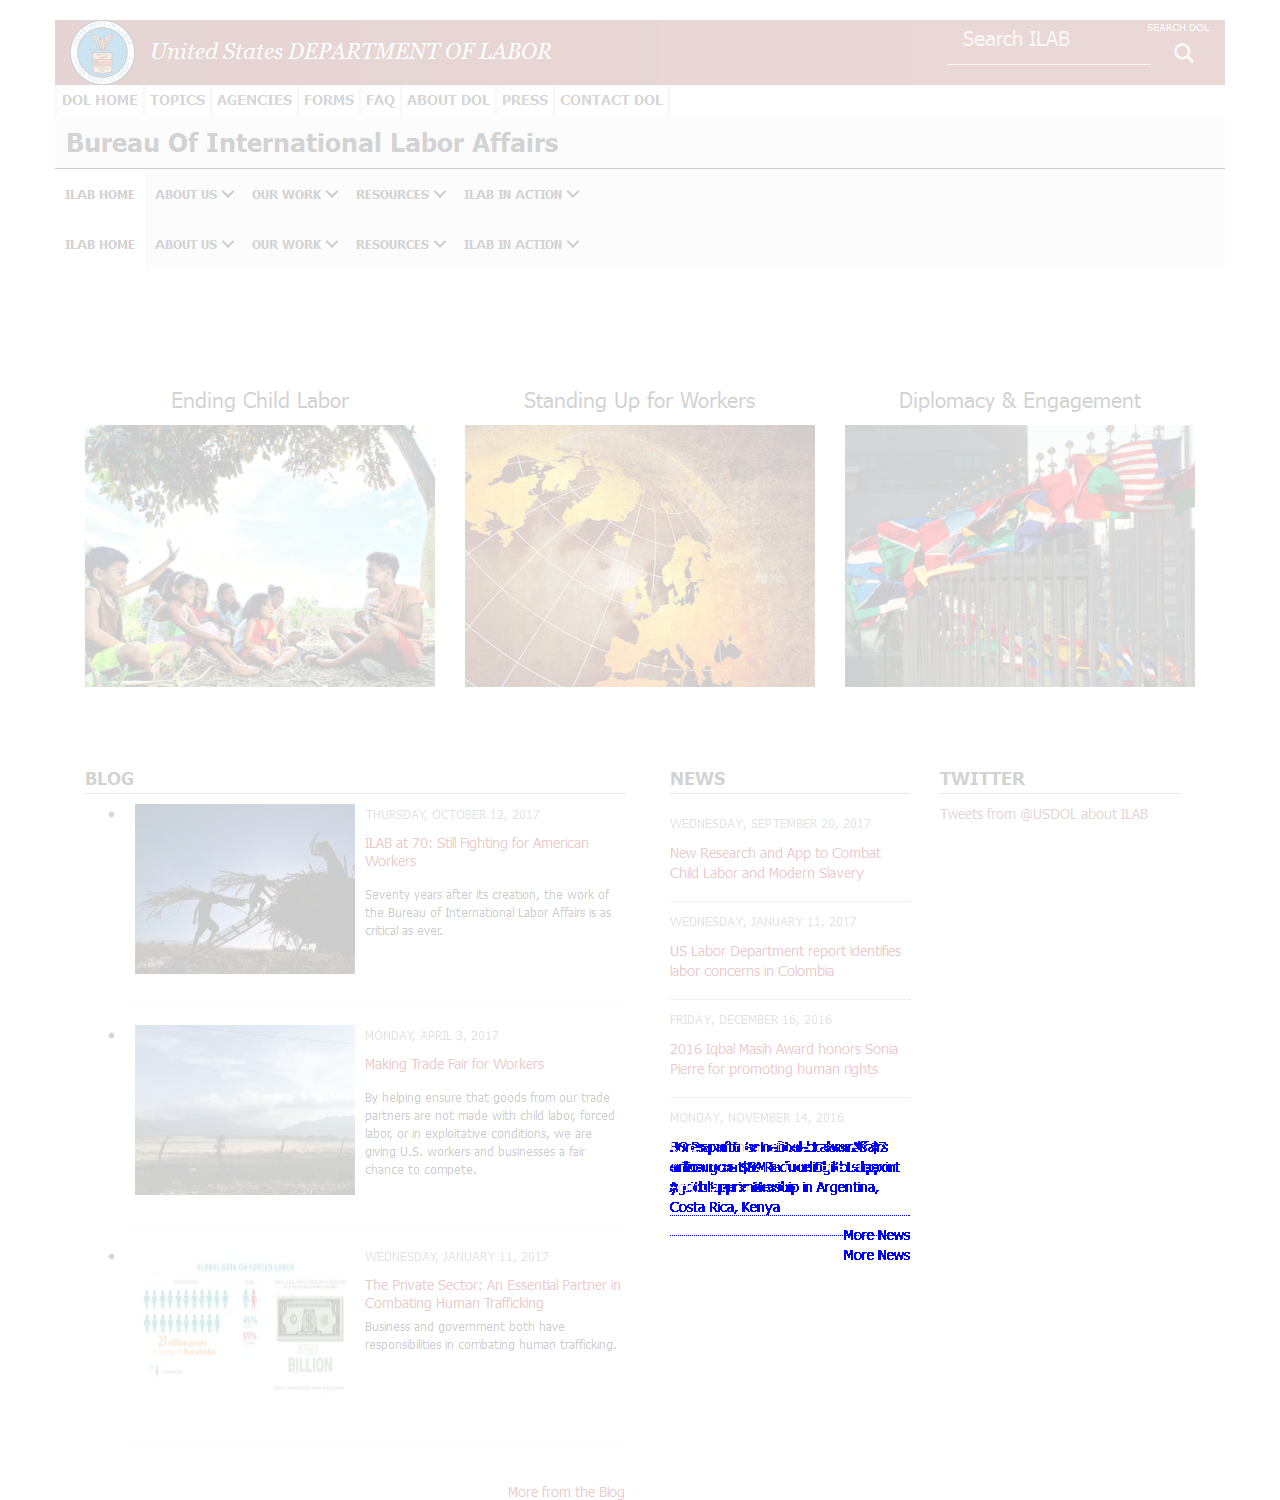 United States DEPARTMENT OF LABOR
Search ILAB
SEARCH DOL
DOL HOME TOPICS AGENCIES FORMS FAQ ABOUT DOL PRESS CONTACT DOL
Bureau Of International Labor Affairs
ILAB HOME ABOUT US OUR WORK RESOURCES ILAB IN ACTION
ILAB HOME ABOUT US OUR WORK RESOURCES ILAB IN ACTION
Ending Child Labor
Standing Up for Workers
Diplomacy & Engagement
BLOG
THURSDAY, OCTOBER 12, 2017
ILAB at 70: Still Fighting for American
Workers
Seventy years after its creation, the work of
the Bureau of International Labor Affairs is as
critical as ever.
MONDAY, APRIL 3, 2017
Making Trade Fair for Workers
By helping ensure that goods from our trade
partners are not made with child labor, forced
labor, or in exploitative conditions, we are
giving U.S. workers and businesses a fair
chance to compete.
GLOBAL DATA ON FORCED LABOR
21 million people
45%
55%
$150
BILLION
WEDNESDAY, JANUARY 11, 2017
The Private Sector: An Essential Partner in
Combating Human Trafficking
Business and government both have
responsibilities in combating human trafficking.
More from the Blog
NEWS
WEDNESDAY, SEPTEMBER 20, 2017
New Research and App to Combat
Child Labor and Modern Slavery
WEDNESDAY, JANUARY 11, 2017
US Labor Department report identifies
labor concerns in Colombia
FRIDAY, DECEMBER 16, 2016
2016 Iqbal Masih Award honors Sonia
Pierre for promoting human rights
MONDAY, NOVEMBER 14, 2016
in Argentina,
Costa Rica, Kenya
More News
More News
TWITTER
Tweets from @USDOL about ILAB